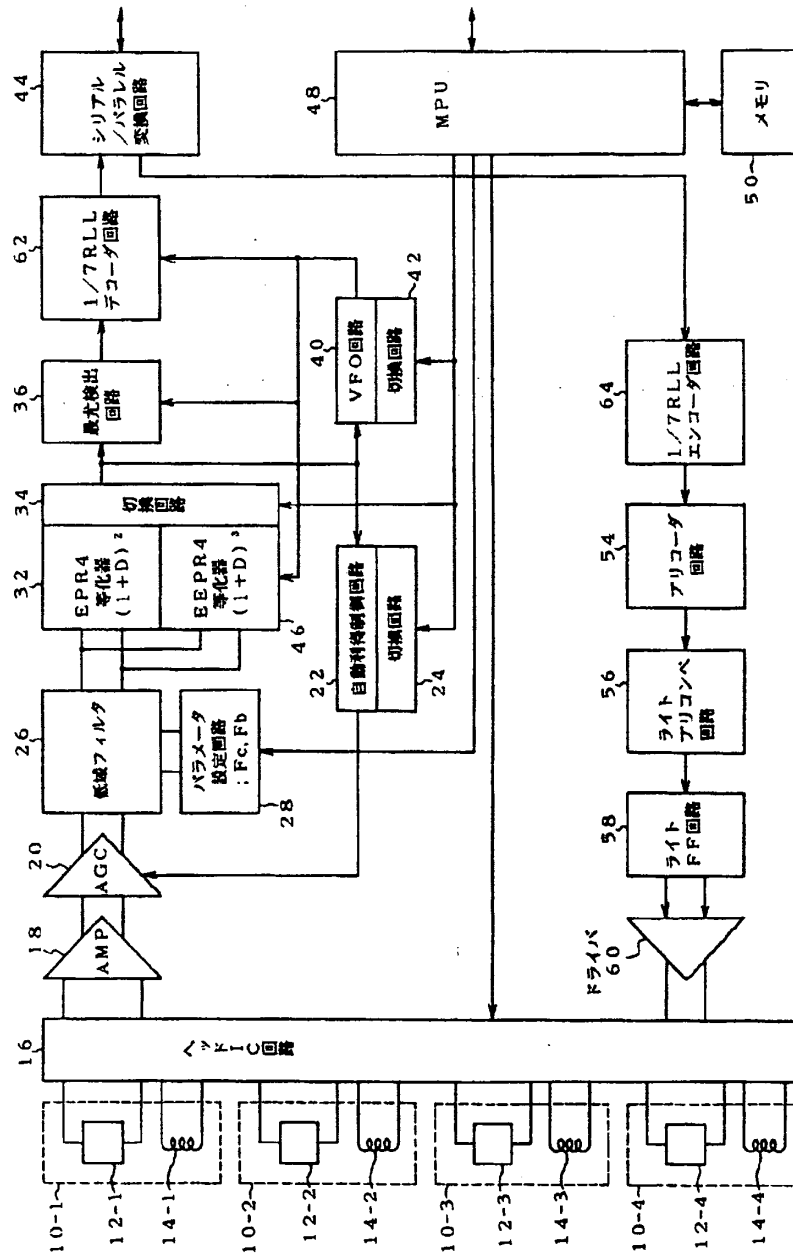 10-1
12-1
14-1
10-2
12-2
14-2
10-3
12-3
14-3
10-4
12-4
14-4
16
ヘッドIC回路
18
AMP
20
AGC
26
低域フィルタ
パラメータ
設定回路
;Fc,Fb
28
32
EPR4
等化器
(1+D)²
EEPR4
等化器
(1+D)³
46
34
切換回路
22
自動利得制御回路
切換回路
24
36
最尤検出
回路
40
VFO回路
切換回路
42
62
1/7RLL
デコーダ回路
44
シリアル
/パラレル
変換回路
48
MPU
メモリ
50
64
1/7RLL
エンコーダ回路
54
プリコーダ
回路
56
ライト
プリコンペ
回路
58
ライト
FF回路
ドライバ
60